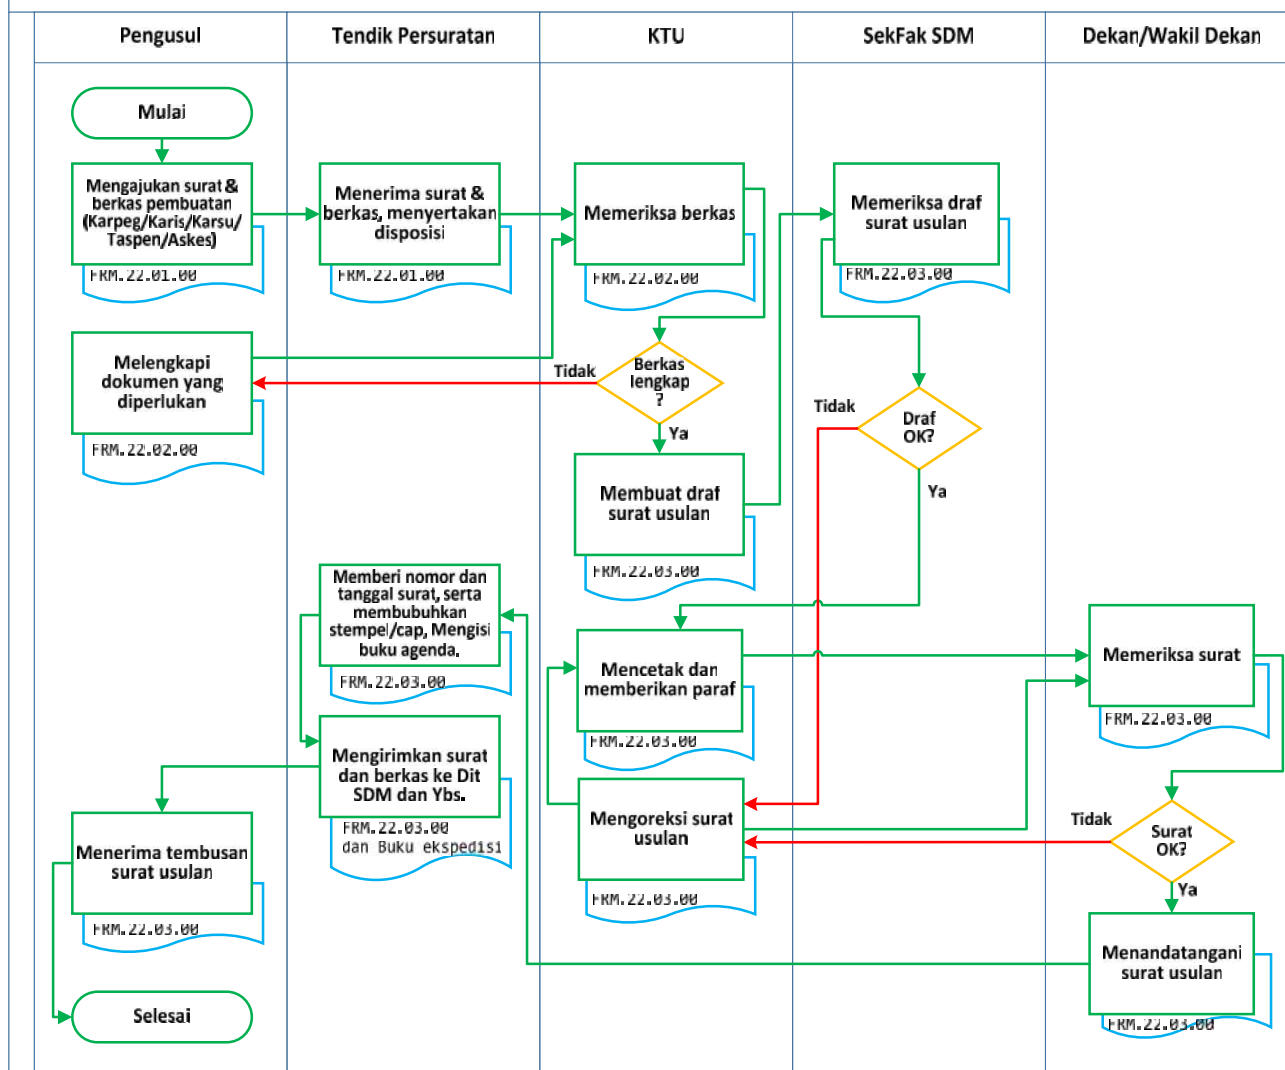 Pengusul
Tendik Persuratan
KTU
SekFak SDM
Dekan/Wakil Dekan
Mulai
Mengajukan surat &
berkas pembuatan
(Karpeg/Karis/Karsu/
Taspen/Askes)
FRM.22.01.00
Menerima surat &
berkas, menyertakan
disposisi
FRM.22.01.00
Memeriksa berkas
FRM.22.02.00
Memeriksa draf
surat usulan
FRM.22.03.00
Melengkapi
dokumen yang
diperlukan
FRM.22.02.00
Tidak
Berkas
lengkap
?
Ya
Tidak
Draf
OK?
Ya
Membuat draf
surat usulan
FRM.22.03.00
Memberi nomor dan
tanggal surat, serta
membubuhkan
stempel/cap, Mengisi
buku agenda.
FRM.22.03.00
Mencetak dan
memberikan paraf
FRM.22.03.00
Memeriksa surat
FRM.22.03.00
Mengirimkan surat
dan berkas ke Dit
SDM dan Ybs.
FRM.22.03.00
dan Buku ekspedisi
Mengoreksi surat
usulan
FRM.22.03.00
Tidak
Surat
OK?
Ya
Menerima tembusan
surat usulan
FRM.22.03.00
Menandatangani
surat usulan
FRM.22.03.00
Selesai